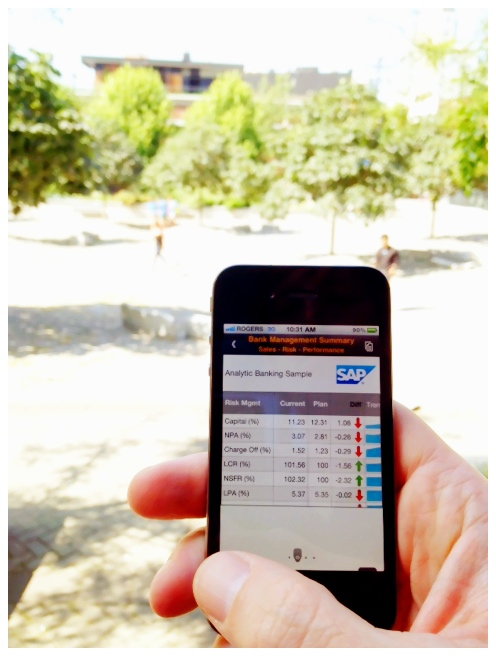 ROGERS 3G 10:31 AM 90%
Bank Management Summary
Sales - Risk - Performance
Analytic Banking Sample SAP
Risk Mgmt Current Plan Diff
Capital (%) 11.23 12.31 1.08
NPA (%) 3.07 2.81 -0.26
Charge Off (%) 1.52 1.23 -0.29
LCR (%) 101.56 100 -1.56
NSFR (%) 102.32 100 -2.32
LPA (%) 5.37 5.35 -0.02